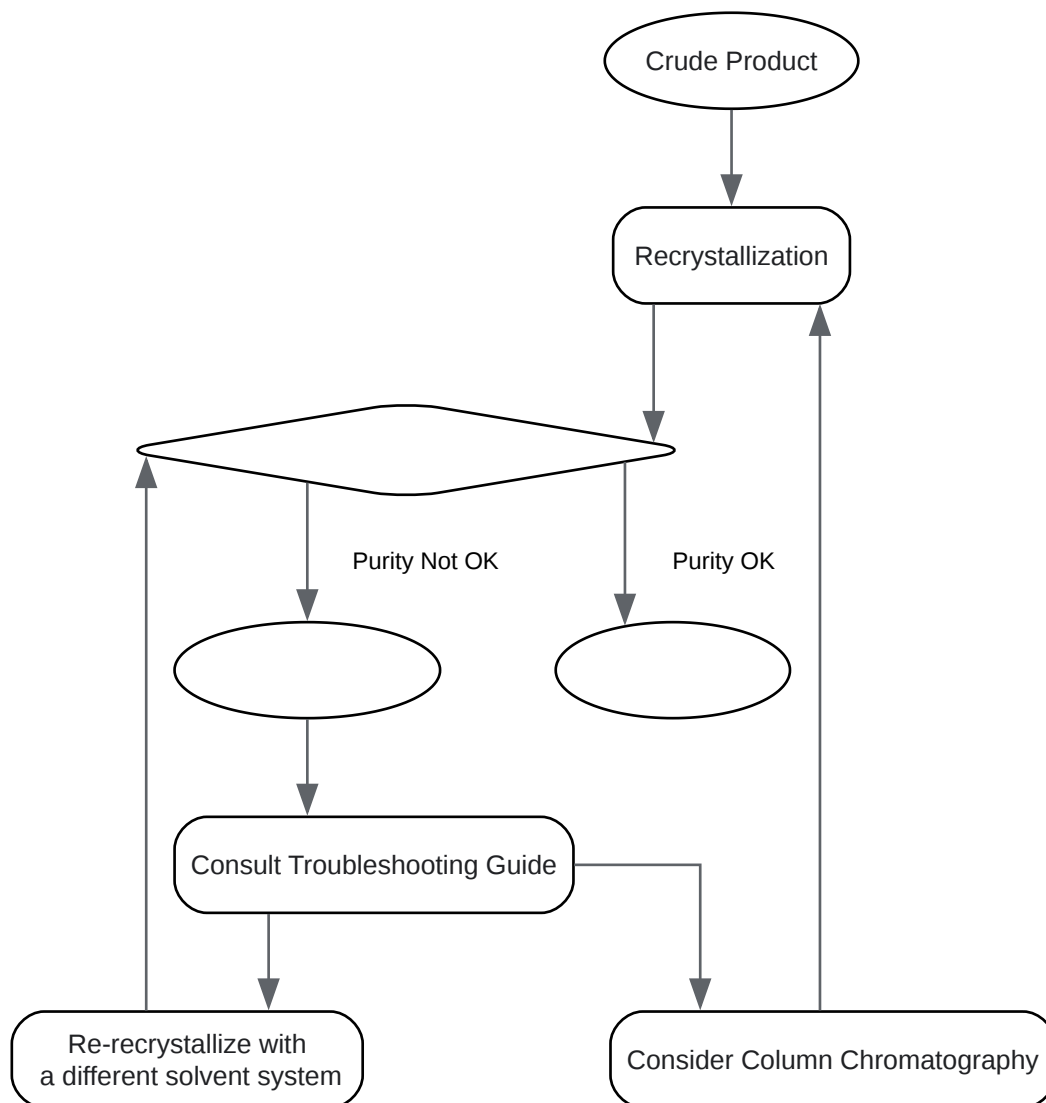 Crude Product
Recrystallization
Purity Not OK
Purity OK
Consult Troubleshooting Guide
Re-recrystallize with
a different solvent system
Consider Column Chromatography